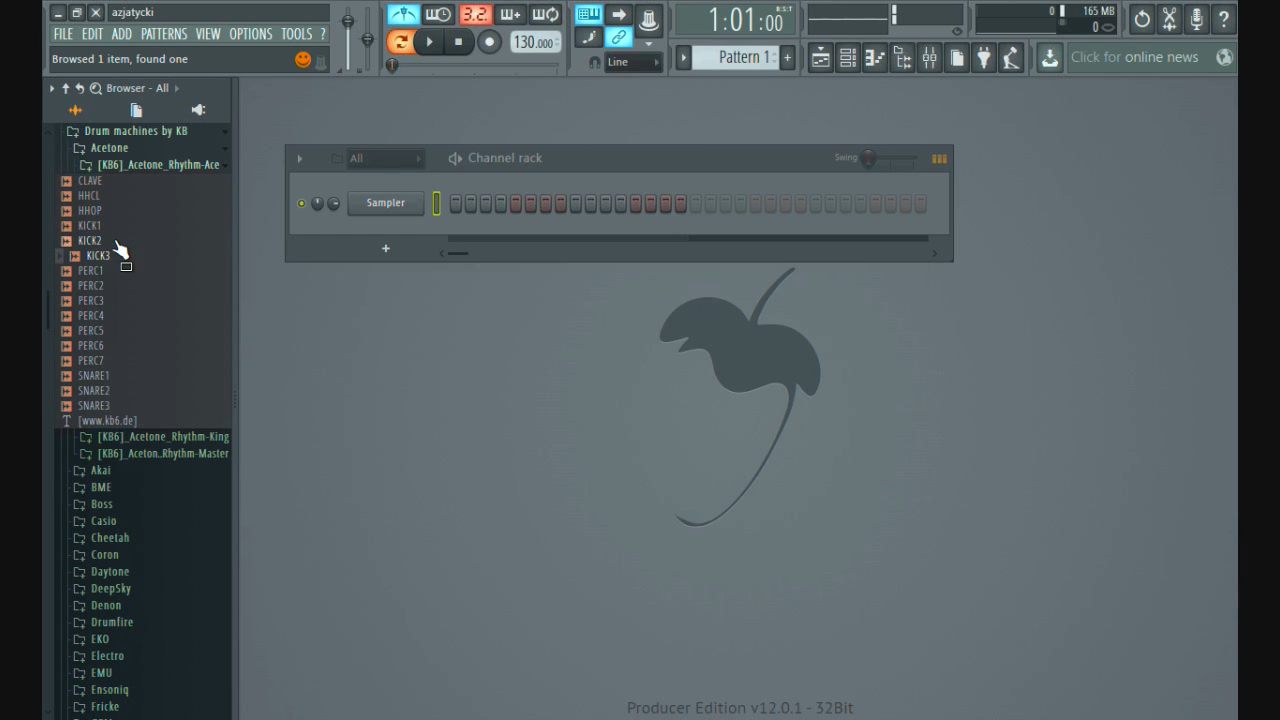 azjatycki
FILE EDIT ADD PATTERNS VIEW OPTIONS TOOLS ?
Browsed 1 item, found one
3.2.
130.000
Line
1:01:00
B:S:T
Pattern 1
0
165 MB
0
?
Click for online news
Browser - All
Drum machines by KB
Acetone
[KB6]_Acetone_Rhythm-Ace
CLAVE
HHCL
HHOP
KICK1
KICK2
KICK3
PERC1
PERC2
PERC3
PERC4
PERC5
PERC6
PERC7
SNARE1
SNARE2
SNARE3
[www.kb6.de]
[KB6]_Acetone_Rhythm-King
[KB6]_Aceton..Rhythm-Master
Akai
BME
Boss
Casio
Cheetah
Coron
Daytone
DeepSky
Denon
Drumfire
EKO
Electro
EMU
Ensoniq
Fricke
All
Channel rack
Swing
Sampler
+
Producer Edition v12.0.1 - 32Bit